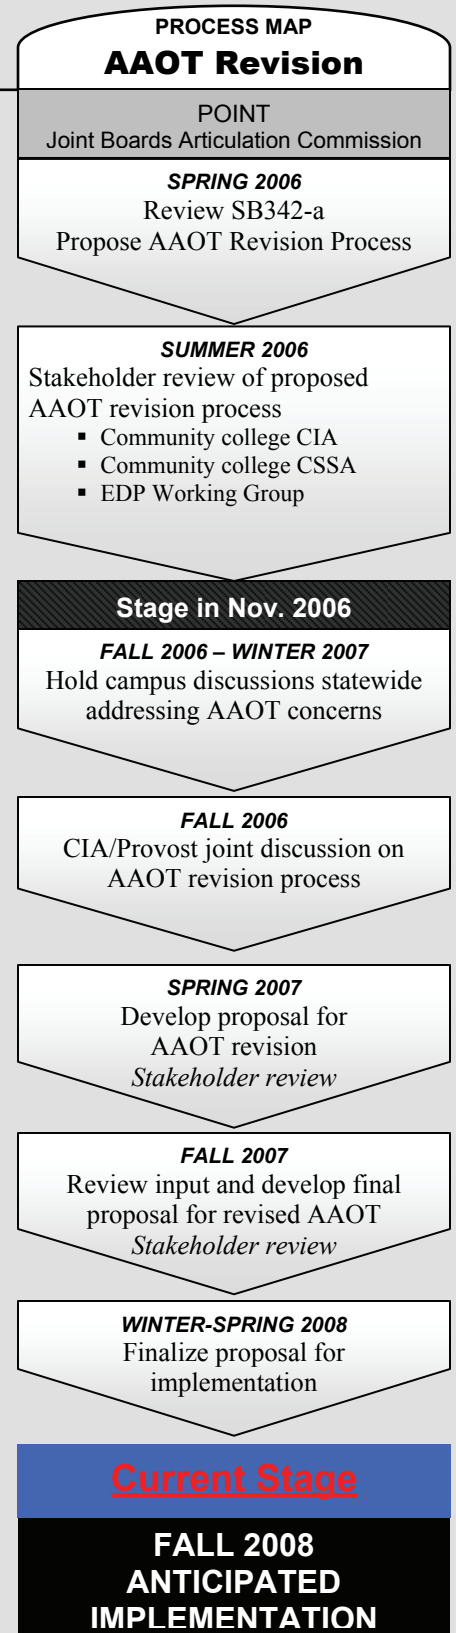 PROCESS MAP
AAOT Revision
POINT
Joint Boards Articulation Commission
SPRING 2006
Review SB342-a
Propose AAOT Revision Process
SUMMER 2006
Stakeholder review of proposed
AAOT revision process
▪ Community college CIA
▪ Community college CSSA
▪ EDP Working Group
Stage in Nov. 2006
FALL 2006 – WINTER 2007
Hold campus discussions statewide
addressing AAOT concerns
FALL 2006
CIA/Provost joint discussion on
AAOT revision process
SPRING 2007
Develop proposal for
AAOT revision
Stakeholder review
FALL 2007
Review input and develop final
proposal for revised AAOT
Stakeholder review
WINTER-SPRING 2008
Finalize proposal for
implementation
Current Stage
FALL 2008
ANTICIPATED
IMPLEMENTATION